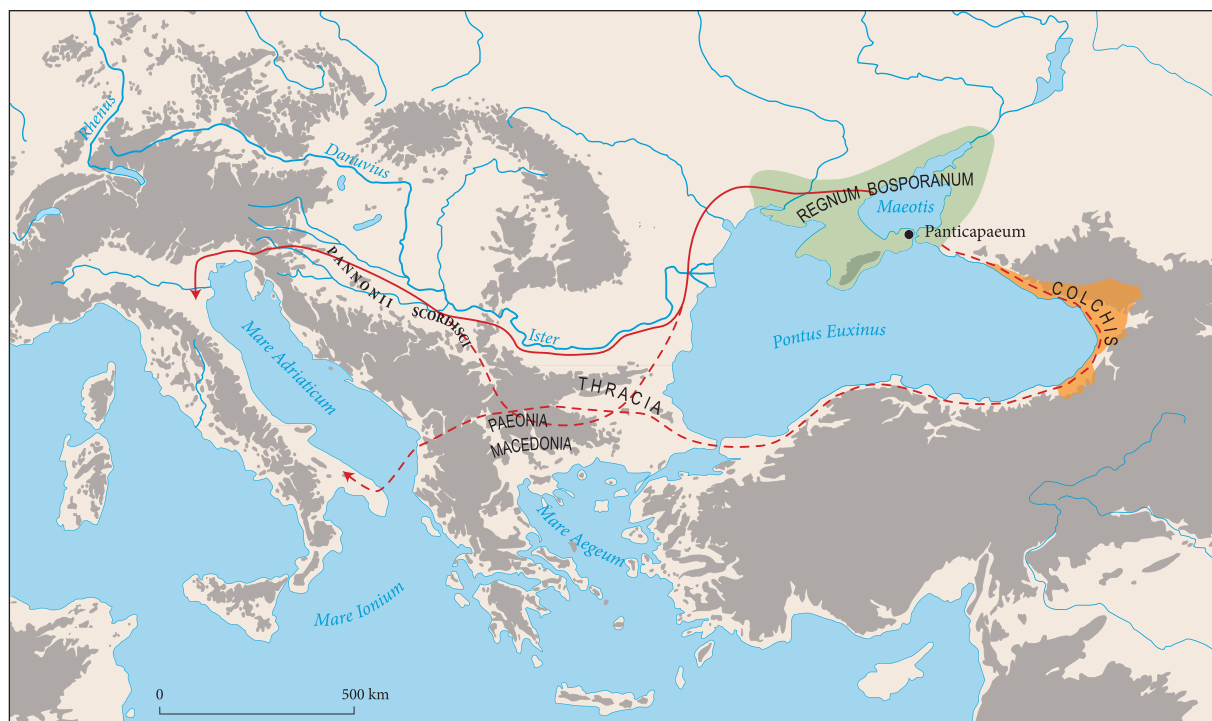 Rhenus
Danuvius
REGNUM BOSPORANUM
Maeotis
Panticapaeum
PANNONII
SCORDISCI
COLCHIS
Ister
Pontus Euxinus
Mare Adriaticum
THRACIA
PAEONIA
MACEDONIA
Mare Aegeum
Mare Ionium
0 500 km